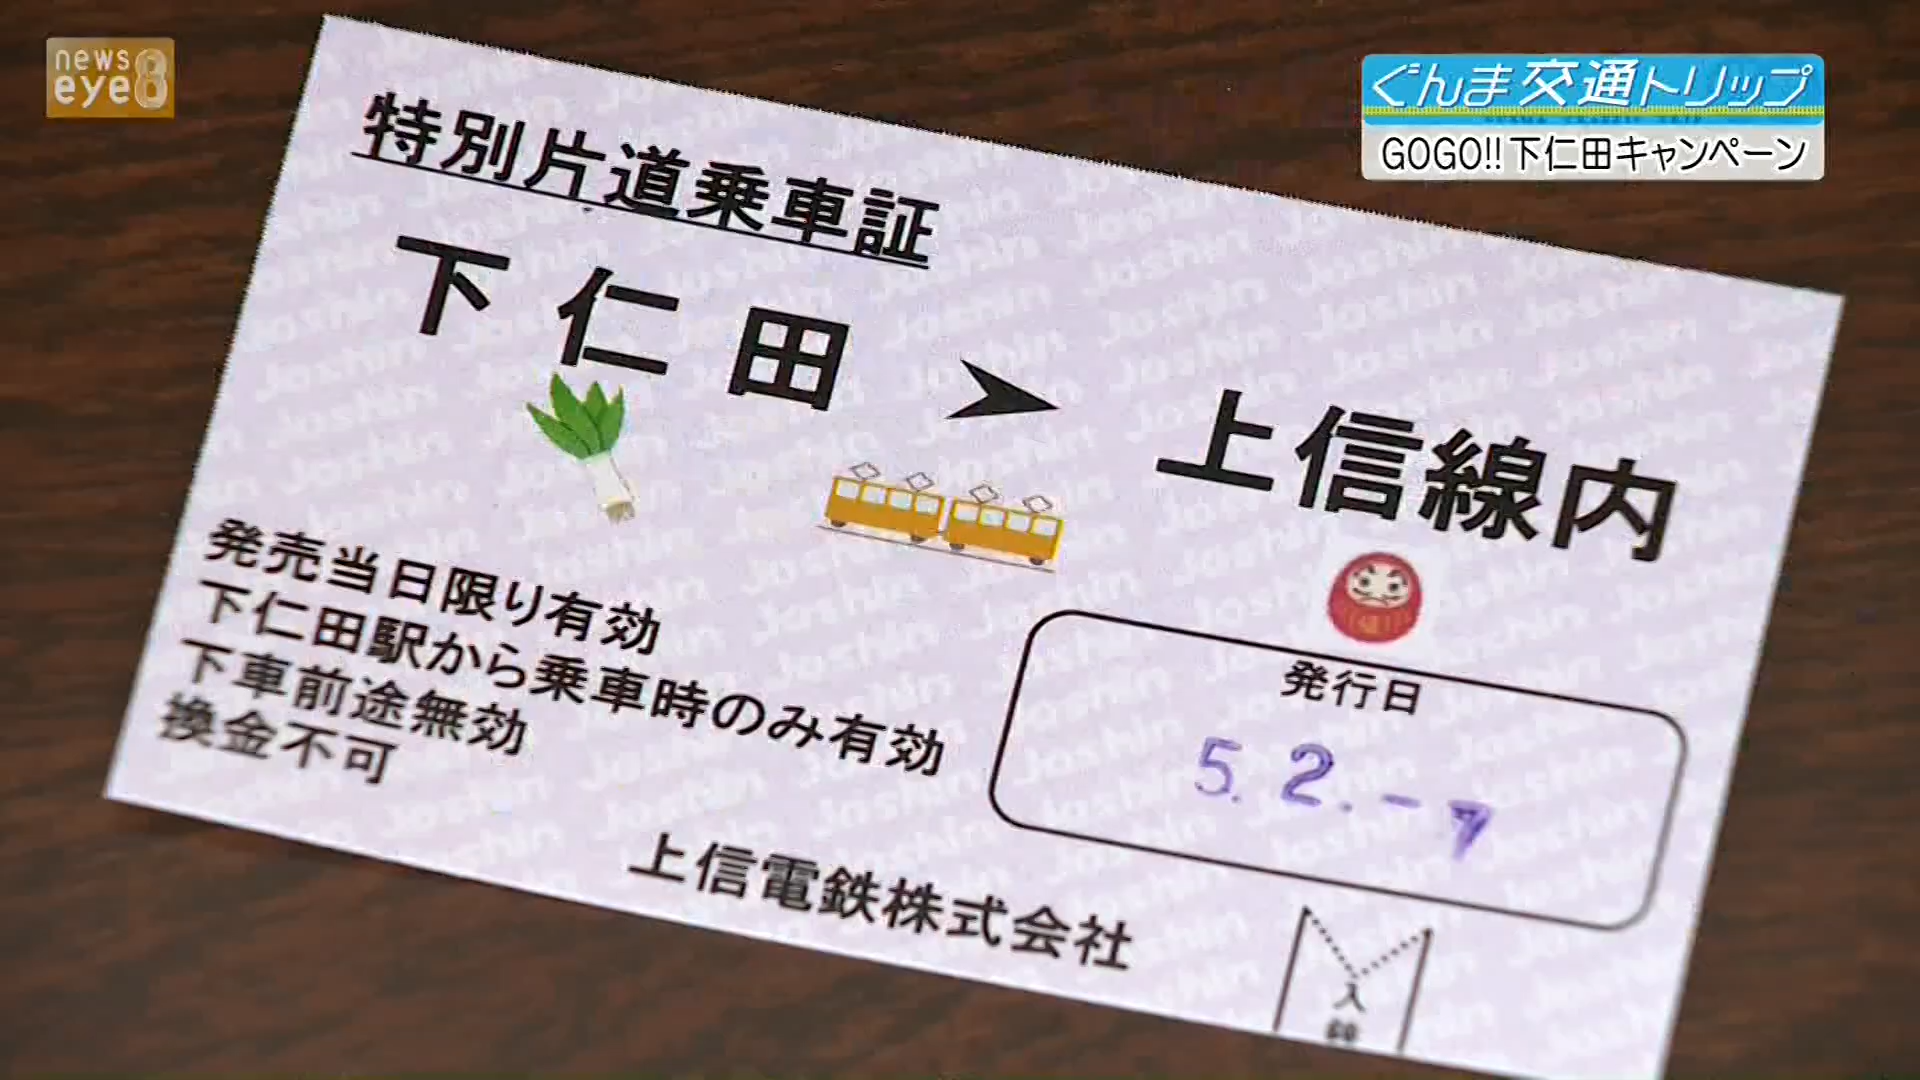 news
eye8
ぐんま交通トリップ
GOGO!!下仁田キャンペーン
特別片道乗車証
下仁田 ➤ 上信線内
発売当日限り有効
下仁田駅から乗車時のみ有効
下車前途無効
換金不可
発行日
5. 2. - 7
上信電鉄株式会社
入
鋏
Joshin